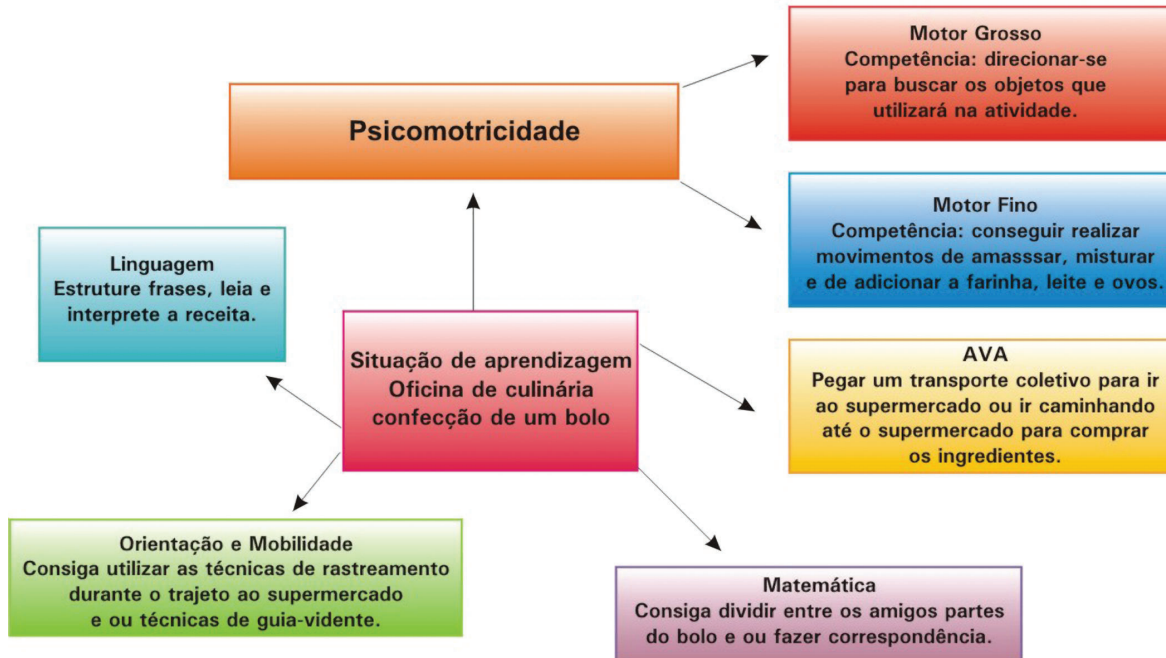 Psicomotricidade
Motor Grosso
Competência: direcionar-se
para buscar os objetos que
utilizará na atividade.
Motor Fino
Competência: conseguir realizar
movimentos de amasssar, misturar
e de adicionar a farinha, leite e ovos.
Linguagem
Estruture frases, leia e
interprete a receita.
Situação de aprendizagem
Oficina de culinária
confecção de um bolo
AVA
Pegar um transporte coletivo para ir
ao supermercado ou ir caminhando
até o supermercado para comprar
os ingredientes.
Orientação e Mobilidade
Consiga utilizar as técnicas de rastreamento
durante o trajeto ao supermercado
e ou técnicas de guia-vidente.
Matemática
Consiga dividir entre os amigos partes
do bolo e ou fazer correspondência.